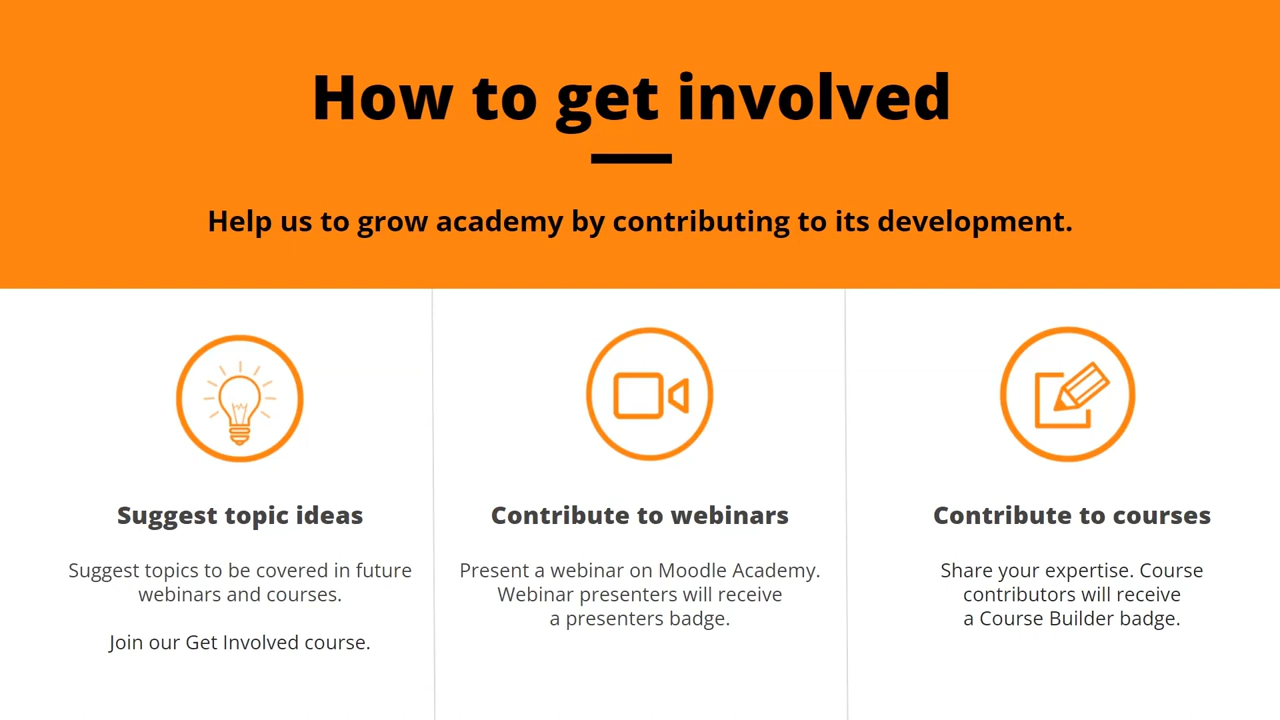 How to get involved
Help us to grow academy by contributing to its development.
Suggest topic ideas
Suggest topics to be covered in future
webinars and courses.
Join our Get Involved course.
Contribute to webinars
Present a webinar on Moodle Academy.
Webinar presenters will receive
a presenters badge.
Contribute to courses
Share your expertise. Course
contributors will receive
a Course Builder badge.